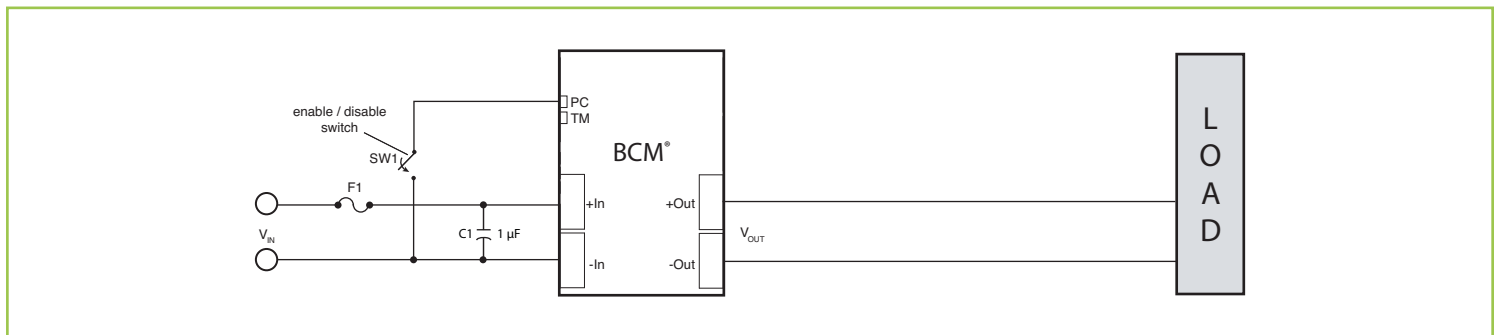 enable / disable
switch
SW1
F1
V_IN
C1
1 µF
PC
TM
BCM®
+In
-In
+Out
-Out
V_OUT
L
O
A
D